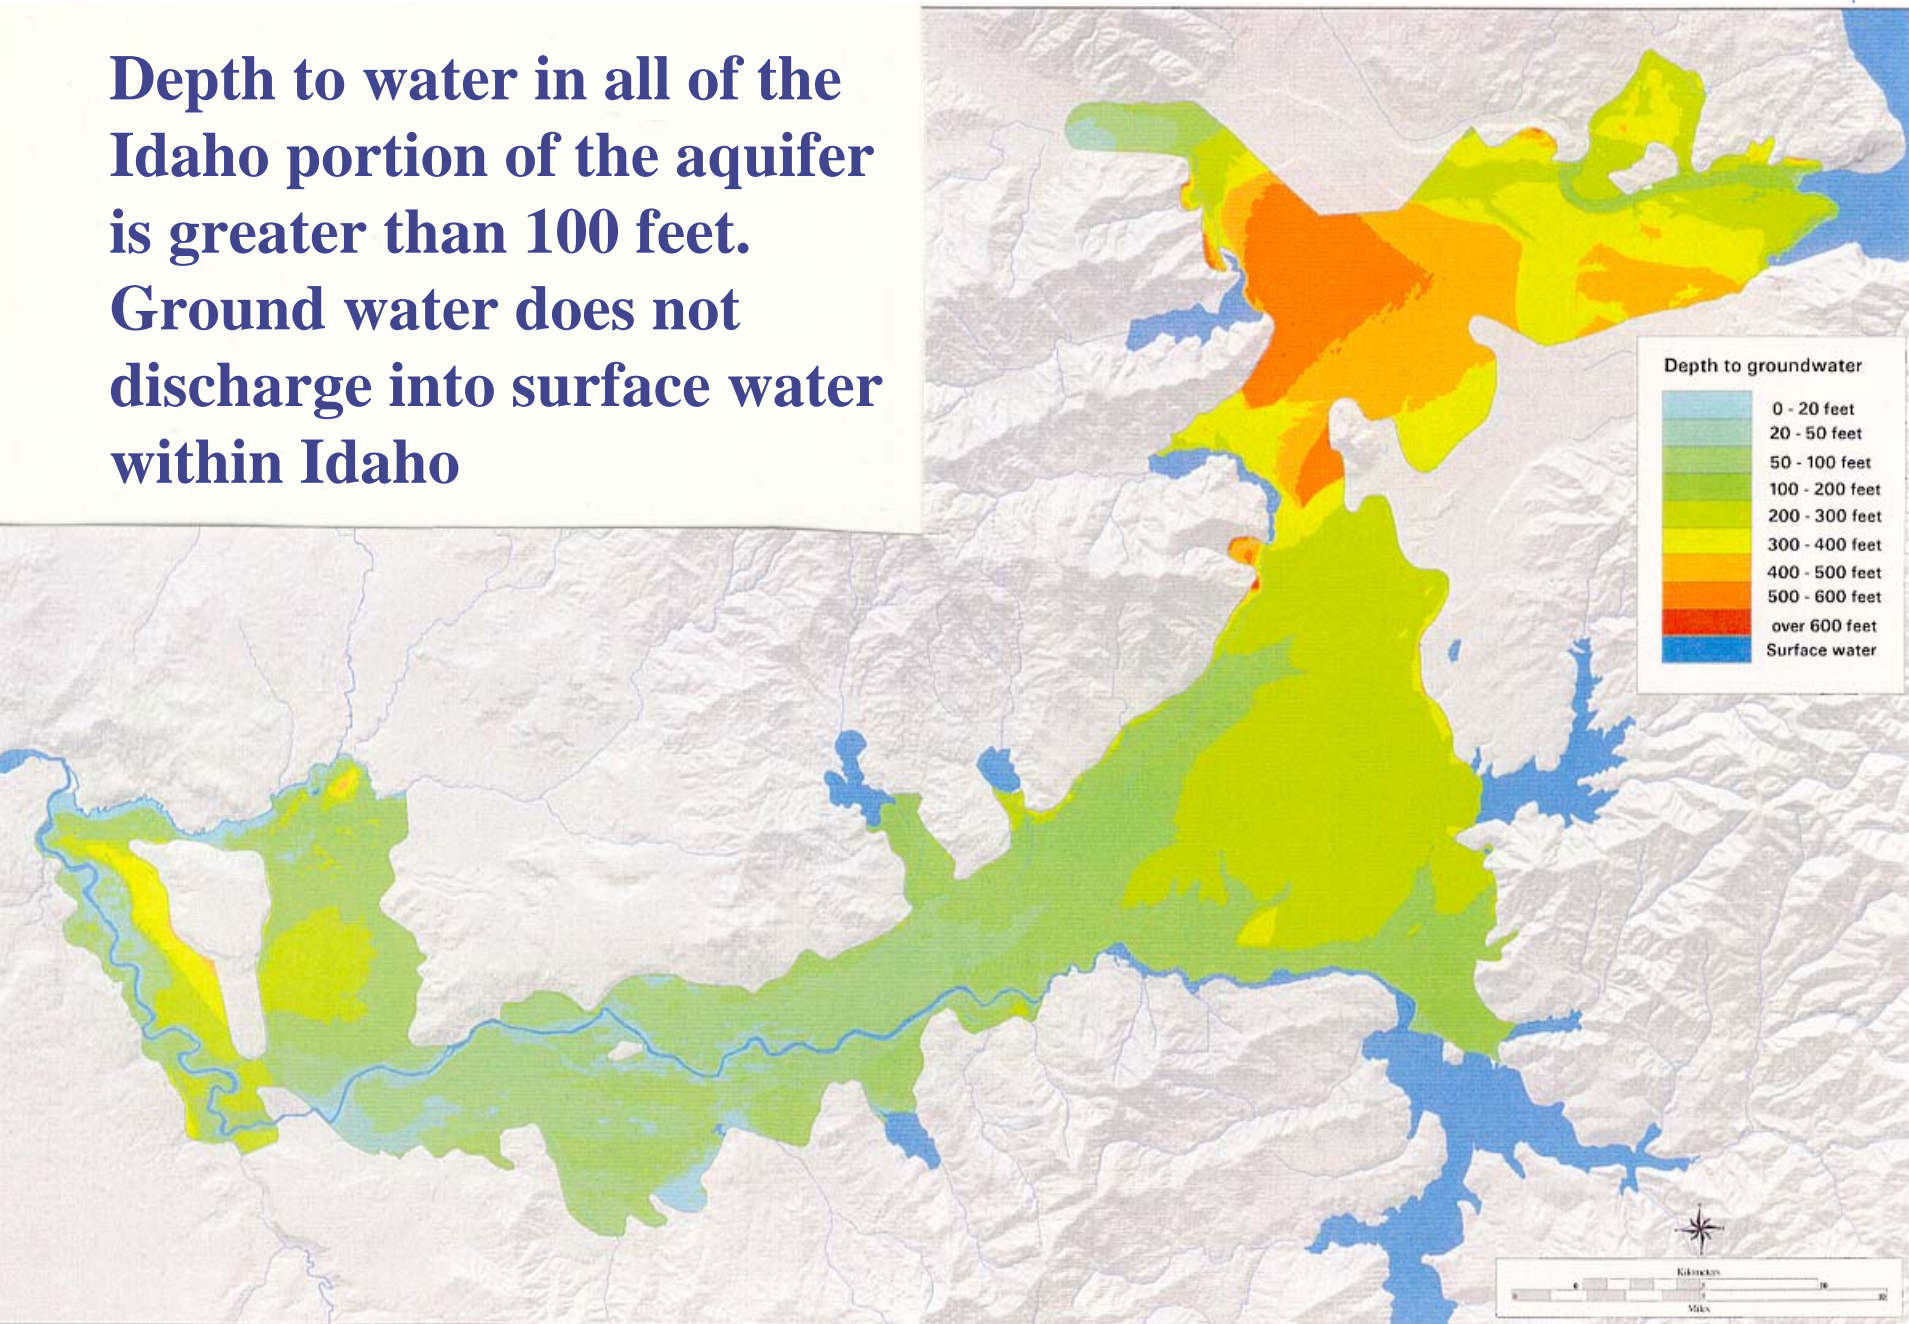 Depth to water in all of the
Idaho portion of the aquifer
is greater than 100 feet.
Ground water does not
discharge into surface water
within Idaho
Depth to groundwater
0 - 20 feet
20 - 50 feet
50 - 100 feet
100 - 200 feet
200 - 300 feet
300 - 400 feet
400 - 500 feet
500 - 600 feet
over 600 feet
Surface water
Kilometers
Miles